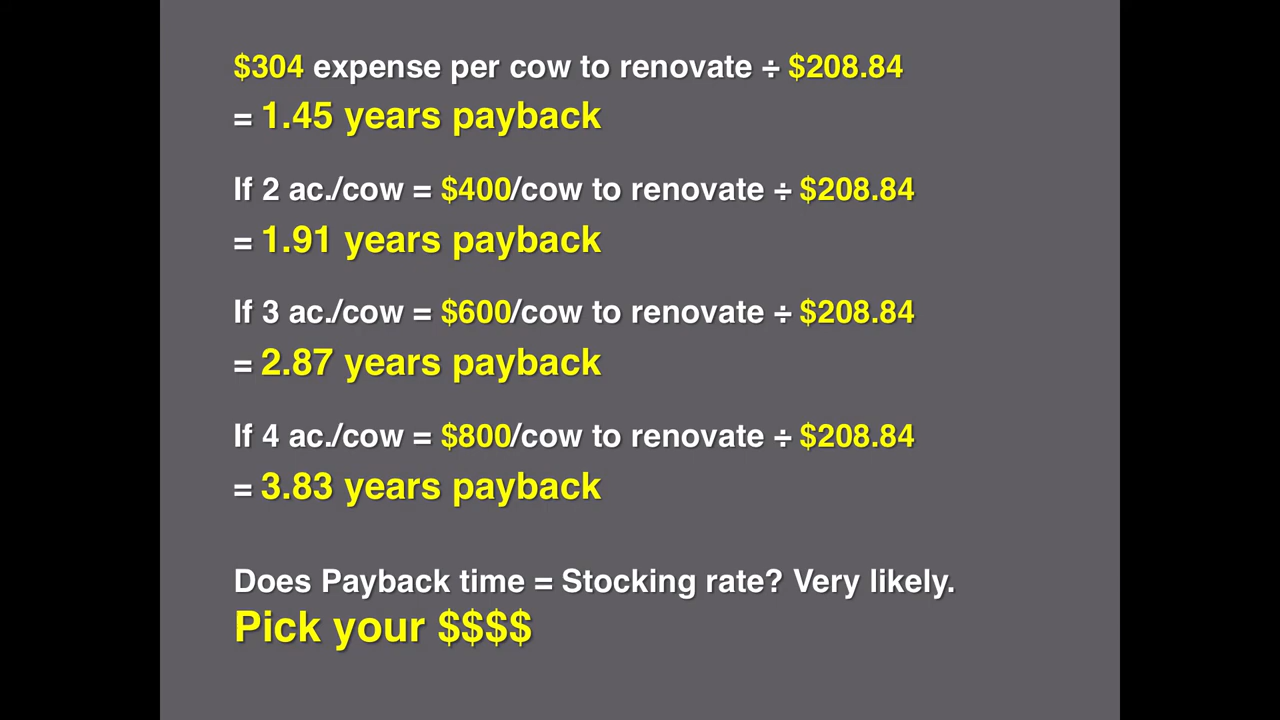 $304 expense per cow to renovate ÷ $208.84
= 1.45 years payback
If 2 ac./cow = $400/cow to renovate ÷ $208.84
= 1.91 years payback
If 3 ac./cow = $600/cow to renovate ÷ $208.84
= 2.87 years payback
If 4 ac./cow = $800/cow to renovate ÷ $208.84
= 3.83 years payback
Does Payback time = Stocking rate? Very likely.
Pick your $$$$